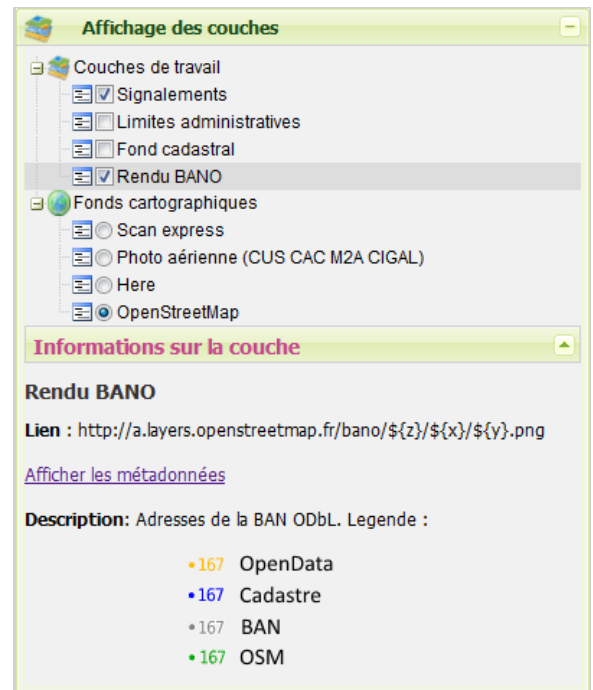 Affichage des couches
Couches de travail
Signalements
Limites administratives
Fond cadastral
Rendu BANO
Fonds cartographiques
Scan express
Photo aérienne (CUS CAC M2A CIGAL)
Here
OpenStreetMap
Informations sur la couche
Rendu BANO
Lien : http://a.layers.openstreetmap.fr/bano/${z}/${x}/${y}.png
Afficher les métadonnées
Description: Adresses de la BAN ODbL. Legende :
•167 OpenData
•167 Cadastre
•167 BAN
•167 OSM